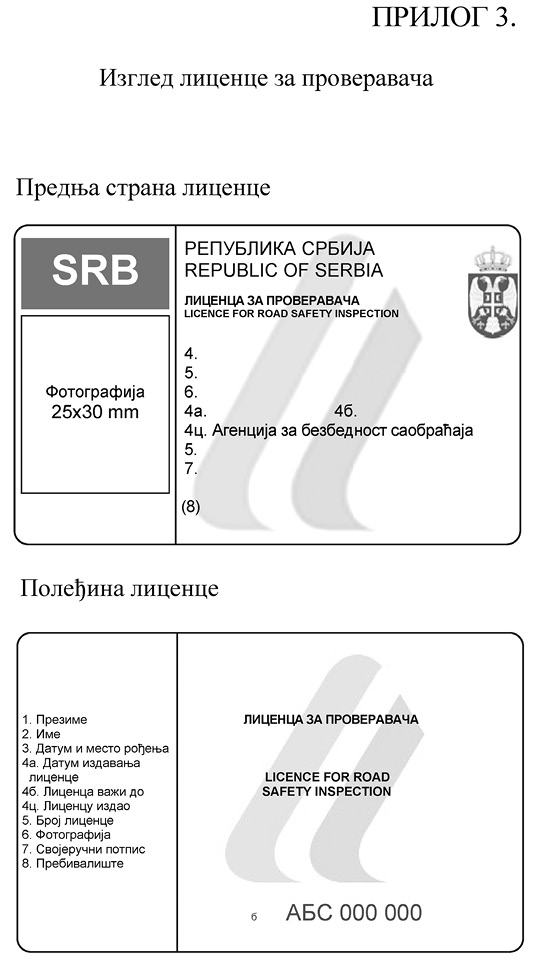 ПРИЛОГ 3.
Изглед лиценце за проверавача
Предња страна лиценце
SRB
Фотографија
25x30 mm
РЕПУБЛИКА СРБИЈА
REPUBLIC OF SERBIA
ЛИЦЕНЦА ЗА ПРОВЕРАВАЧА
LICENCE FOR ROAD SAFETY INSPECTION
4.
5.
6.
4а. 4б.
4ц. Агенција за безбедност саобраћаја
5.
7.
(8)
Полеђина лиценце
1. Презиме
2. Име
3. Датум и место рођења
4а. Датум издавања
лиценце
4б. Лиценца важи до
4ц. Лиценцу издао
5. Број лиценце
6. Фотографија
7. Својеручни потпис
8. Пребивалиште
ЛИЦЕНЦА ЗА ПРОВЕРАВАЧА
LICENCE FOR ROAD
SAFETY INSPECTION
б АБС 000 000